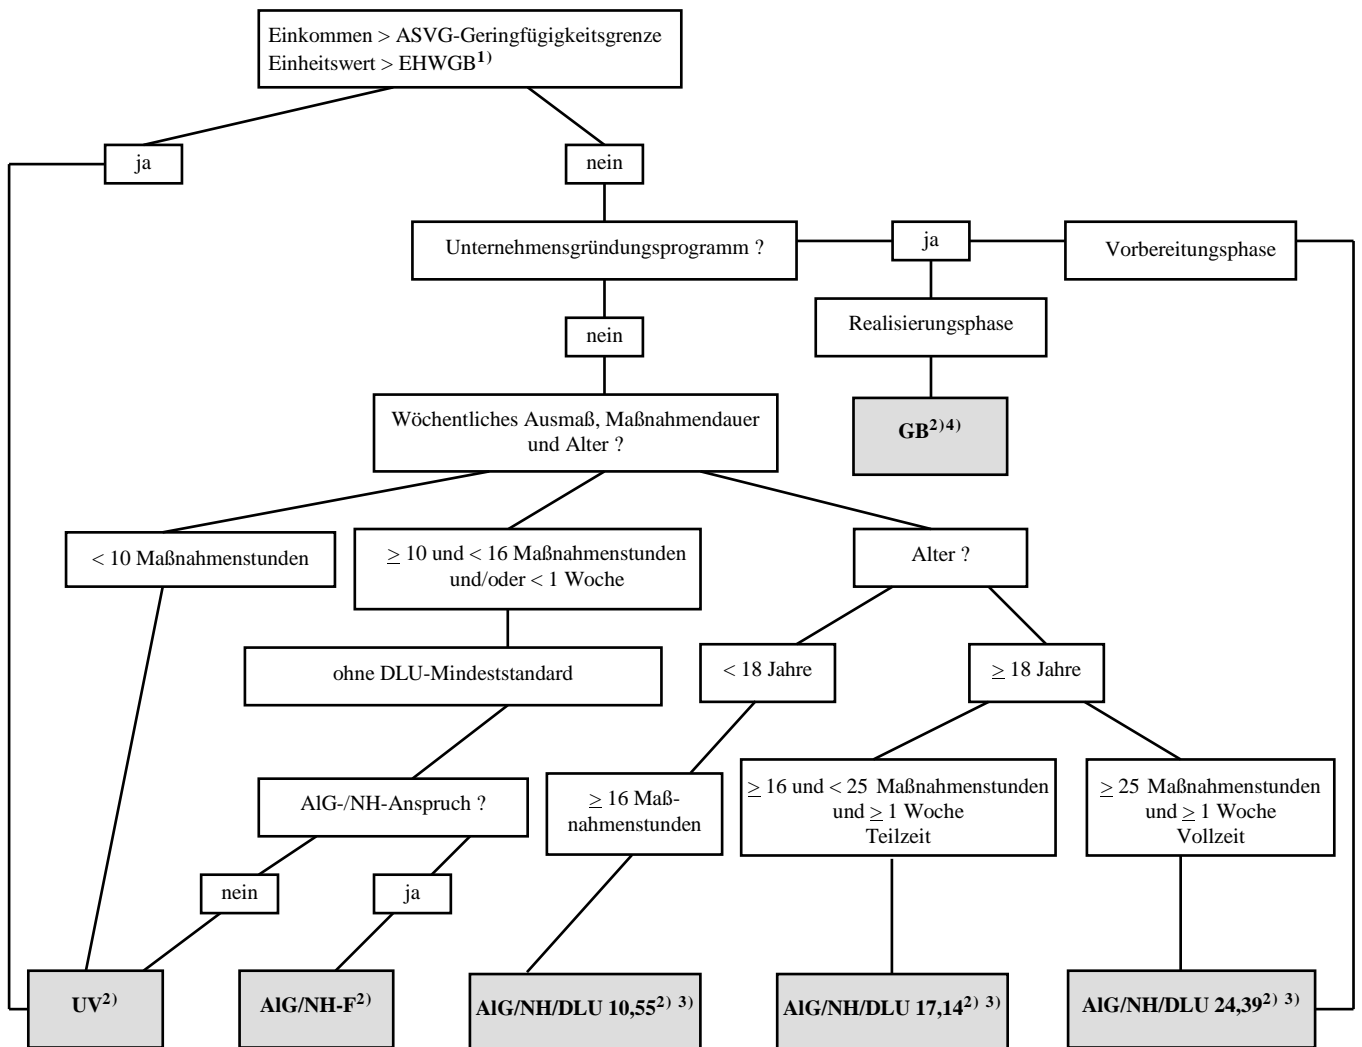 Einkommen > ASVG-Geringfügigkeitsgrenze
Einheitswert > EHWGB1)
ja
nein
Unternehmensgründungsprogramm ?
ja
Vorbereitungsphase
Realisierungsphase
nein
GB2)4)
Wöchentliches Ausmaß, Maßnahmendauer
und Alter ?
< 10 Maßnahmenstunden
≥ 10 und < 16 Maßnahmenstunden
und/oder < 1 Woche
Alter ?
ohne DLU-Mindeststandard
< 18 Jahre
≥ 18 Jahre
AlG-/NH-Anspruch ?
≥ 16 Maß-
nahmenstunden
≥ 16 und < 25 Maßnahmenstunden
und ≥ 1 Woche
Teilzeit
≥ 25 Maßnahmenstunden
und ≥ 1 Woche
Vollzeit
nein
ja
UV2)
AlG/NH-F2)
AlG/NH/DLU 10,552) 3)
AlG/NH/DLU 17,142) 3)
AlG/NH/DLU 24,392) 3)